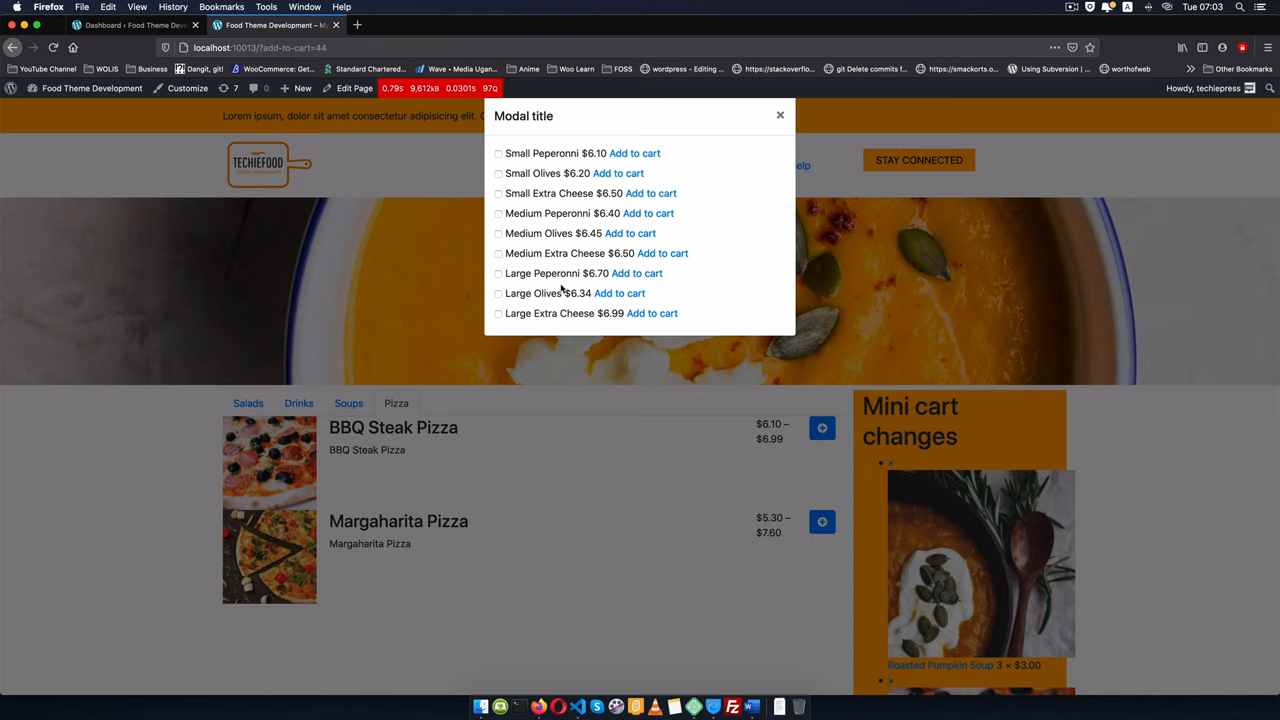 Firefox File Edit View History Bookmarks Tools Window Help Tue 07:03
Dashboard ‹ Food Theme Deve
Food Theme Development – My
localhost:10013/?add-to-cart=44
YouTube Channel WOLIS Business Dangit, git! WooCommerce: Get... Standard Chartered... Wave • Media Ugan... Anime Woo Learn FOSS wordpress - Editing ... https://stackoverflo... git Delete commits f... https://smackorts.o... Using Subversion | ... worthofweb Other Bookmarks
Food Theme Development Customize 7 0 New Edit Page 0.79s 9,612kB 0.0301s 97Q Howdy, techiepress
Lorem ipsum, dolor sit amet consectetur adipisicing elit.
Modal title
×
Small Peperonni $6.10 Add to cart
Small Olives $6.20 Add to cart
Small Extra Cheese $6.50 Add to cart
Medium Peperonni $6.40 Add to cart
Medium Olives $6.45 Add to cart
Medium Extra Cheese $6.50 Add to cart
Large Peperonni $6.70 Add to cart
Large Olives $6.34 Add to cart
Large Extra Cheese $6.99 Add to cart
TECHIEFOOD
elp
STAY CONNECTED
Salads Drinks Soups Pizza
BBQ Steak Pizza
BBQ Steak Pizza
$6.10 –
$6.99
Margaharita Pizza
Margaharita Pizza
$5.30 –
$7.60
Mini cart
changes
×
Roasted Pumpkin Soup 3 × $3.00
×